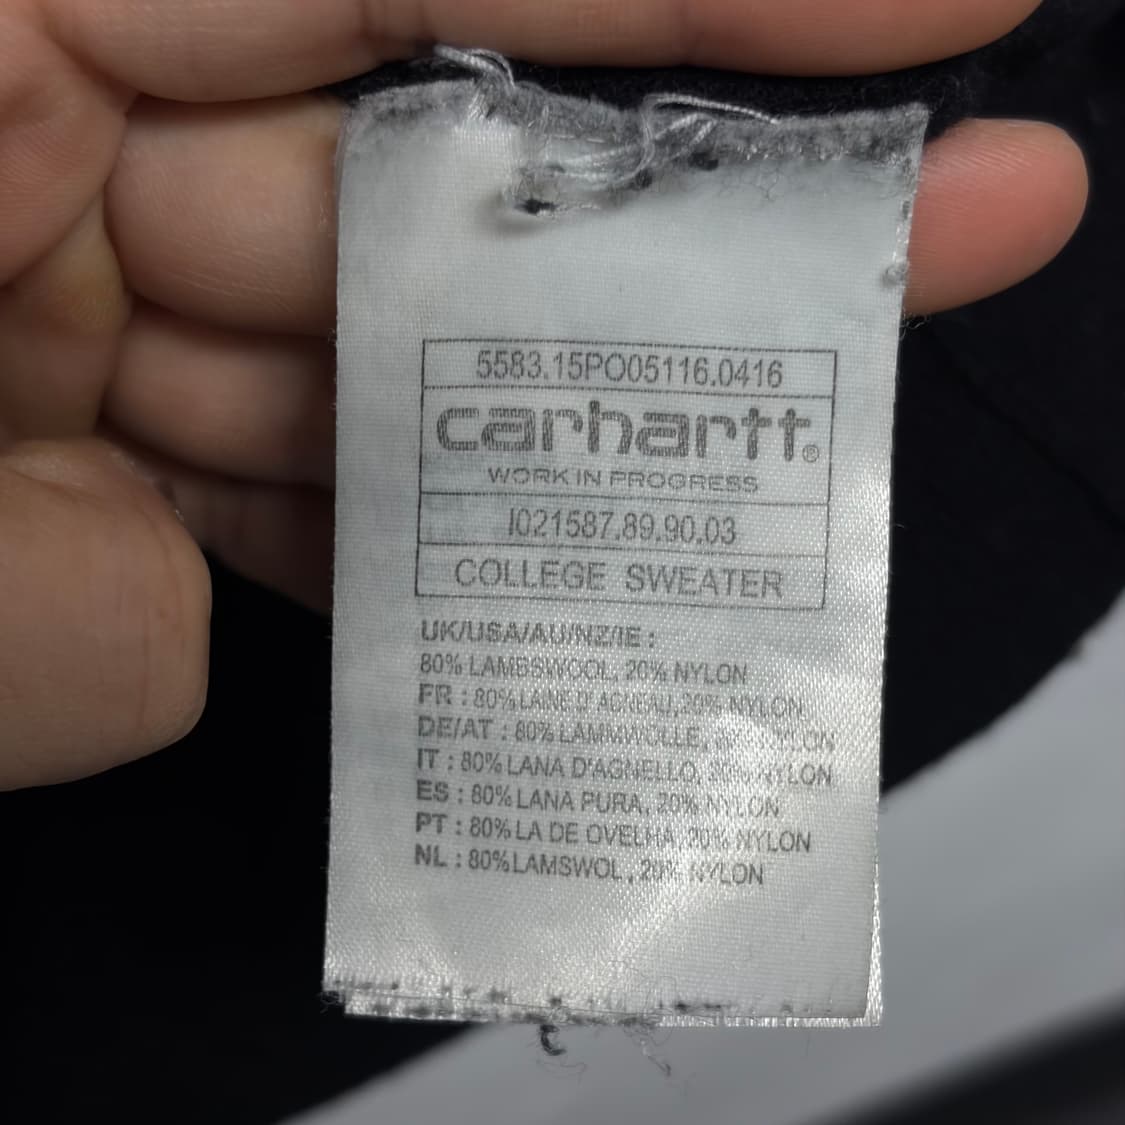 5583.15PO05116.0416
carhartt®
WORK IN PROGRESS
I021587.89.90.03
COLLEGE SWEATER
UK/USA/AU/NZ/IE :
80% LAMBSWOOL, 20% NYLON
FR : 80% LAINE D'AGNEAU, 20% NYLON
DE/AT : 80% LAMMWOLLE, 20% NYLON
IT : 80% LANA D'AGNELLO, 20% NYLON
ES : 80% LANA PURA, 20% NYLON
PT : 80% LA DE OVELHA, 20% NYLON
NL : 80% LAMSWOL, 20% NYLON